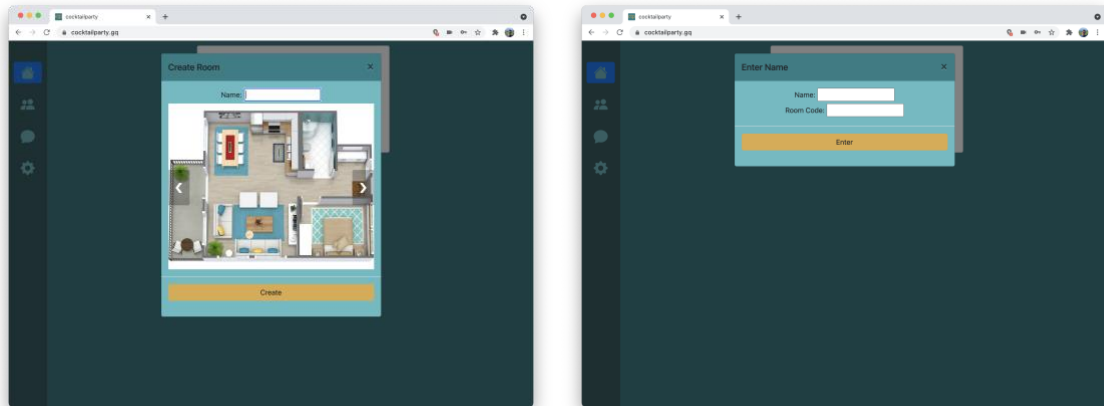 cocktailparty
cocktailparty.gq
Create Room
Name:
Create
cocktailparty
cocktailparty.gq
Enter Name
Name:
Room Code:
Enter